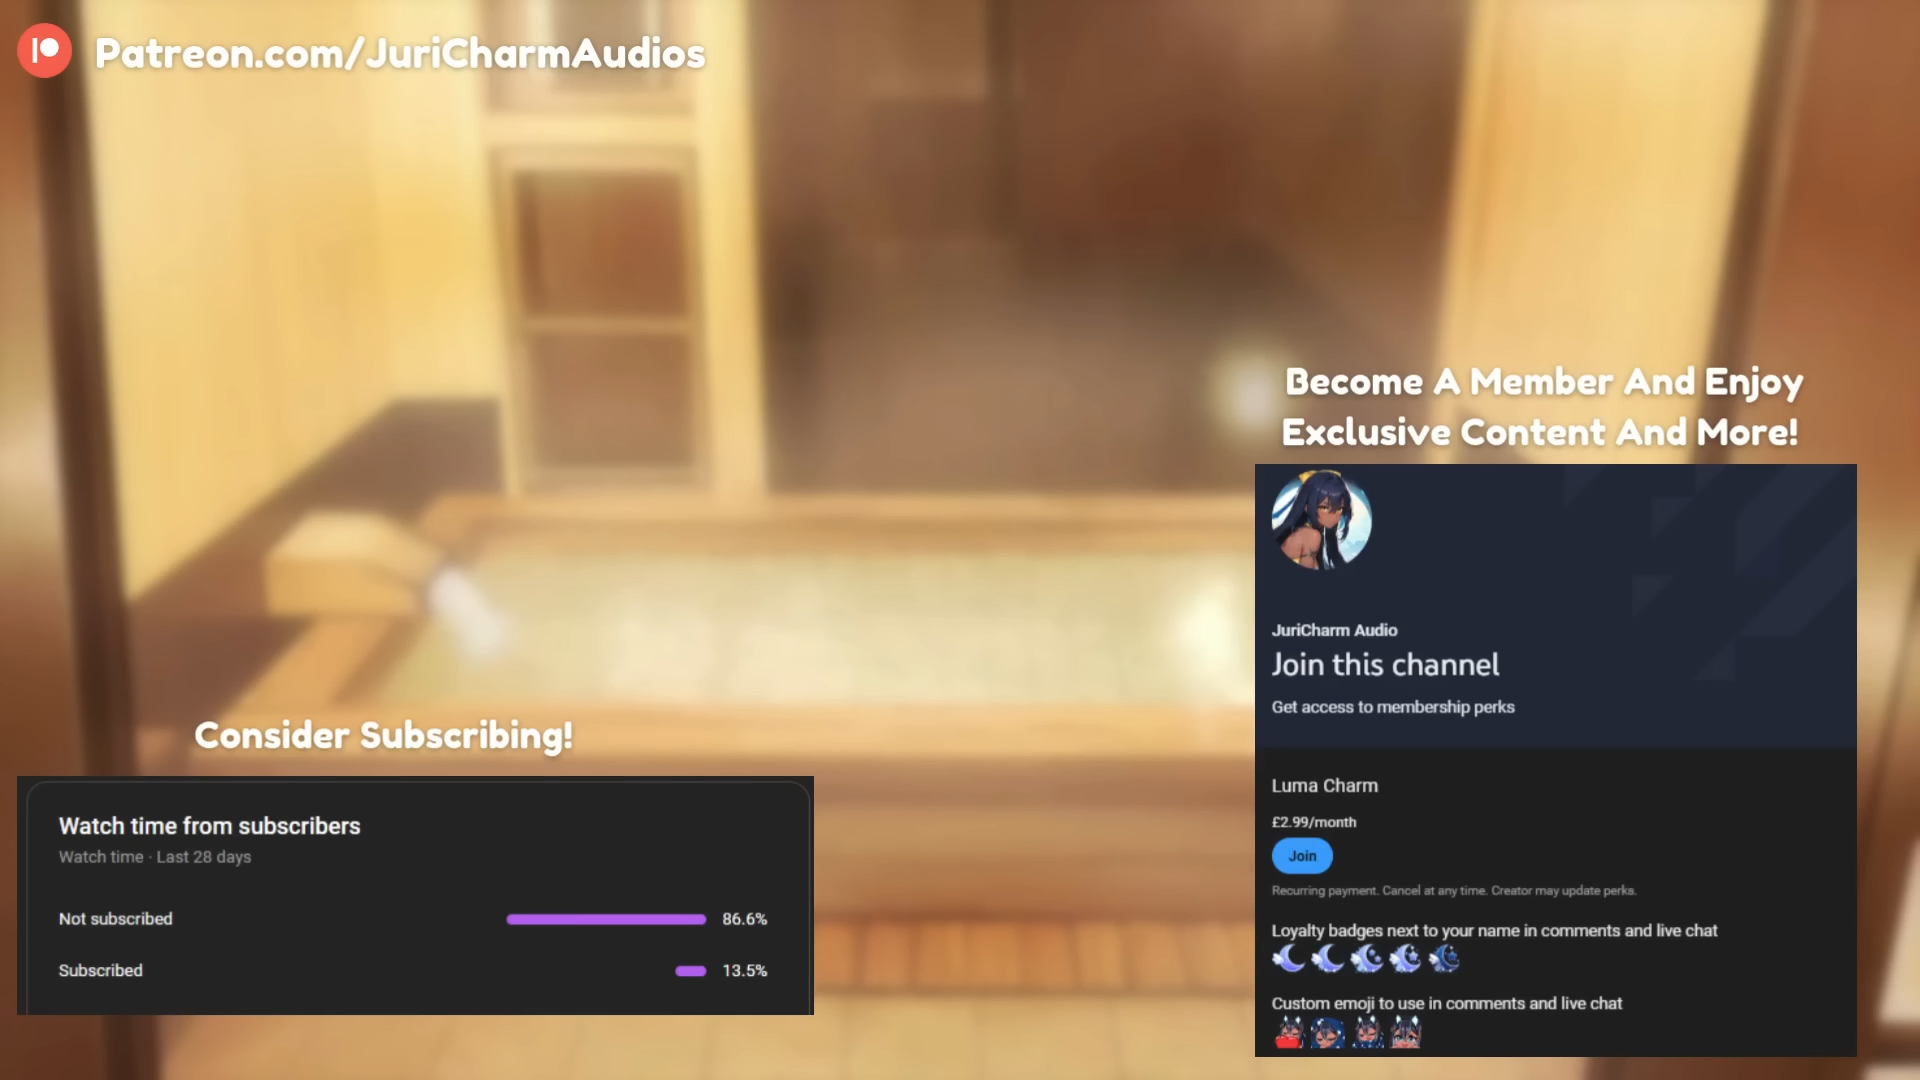 Patreon.com/JuriCharmAudios
Become A Member And Enjoy
Exclusive Content And More!
JuriCharm Audio
Join this channel
Get access to membership perks
Luma Charm
£2.99/month
Join
Recurring payment. Cancel at any time. Creator may update perks.
Loyalty badges next to your name in comments and live chat
Custom emoji to use in comments and live chat
Consider Subscribing!
Watch time from subscribers
Watch time · Last 28 days
Not subscribed 86.6%
Subscribed 13.5%